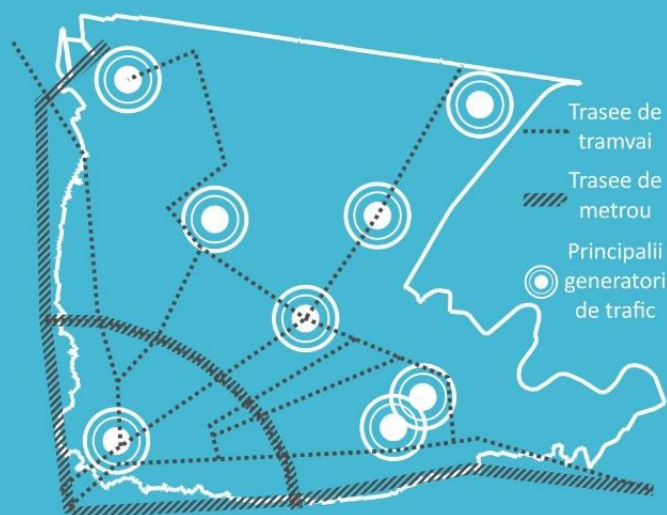 Trasee de
tramvai
Trasee de
metrou
Principalii
generatori
de trafic